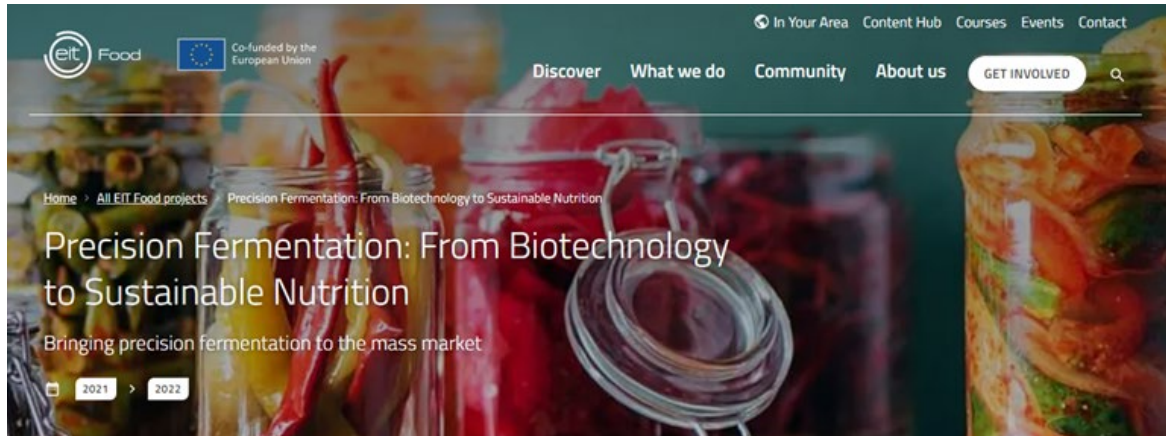 In Your Area Content Hub Courses Events Contact
eit Food
Co-funded by the
European Union
Discover What we do Community About us GET INVOLVED
Home > All EIT Food projects > Precision Fermentation: From Biotechnology to Sustainable Nutrition
Precision Fermentation: From Biotechnology
to Sustainable Nutrition
Bringing precision fermentation to the mass market
2021 > 2022